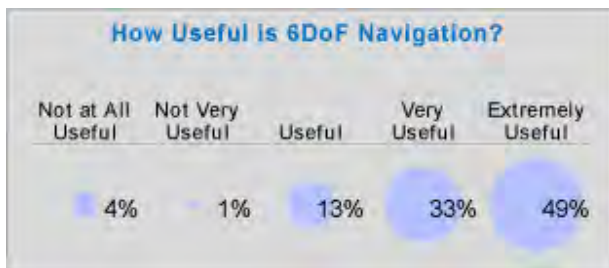 How Useful is 6DoF Navigation?
Not at All Useful
Not Very Useful
Useful
Very Useful
Extremely Useful
4% 1% 13% 33% 49%